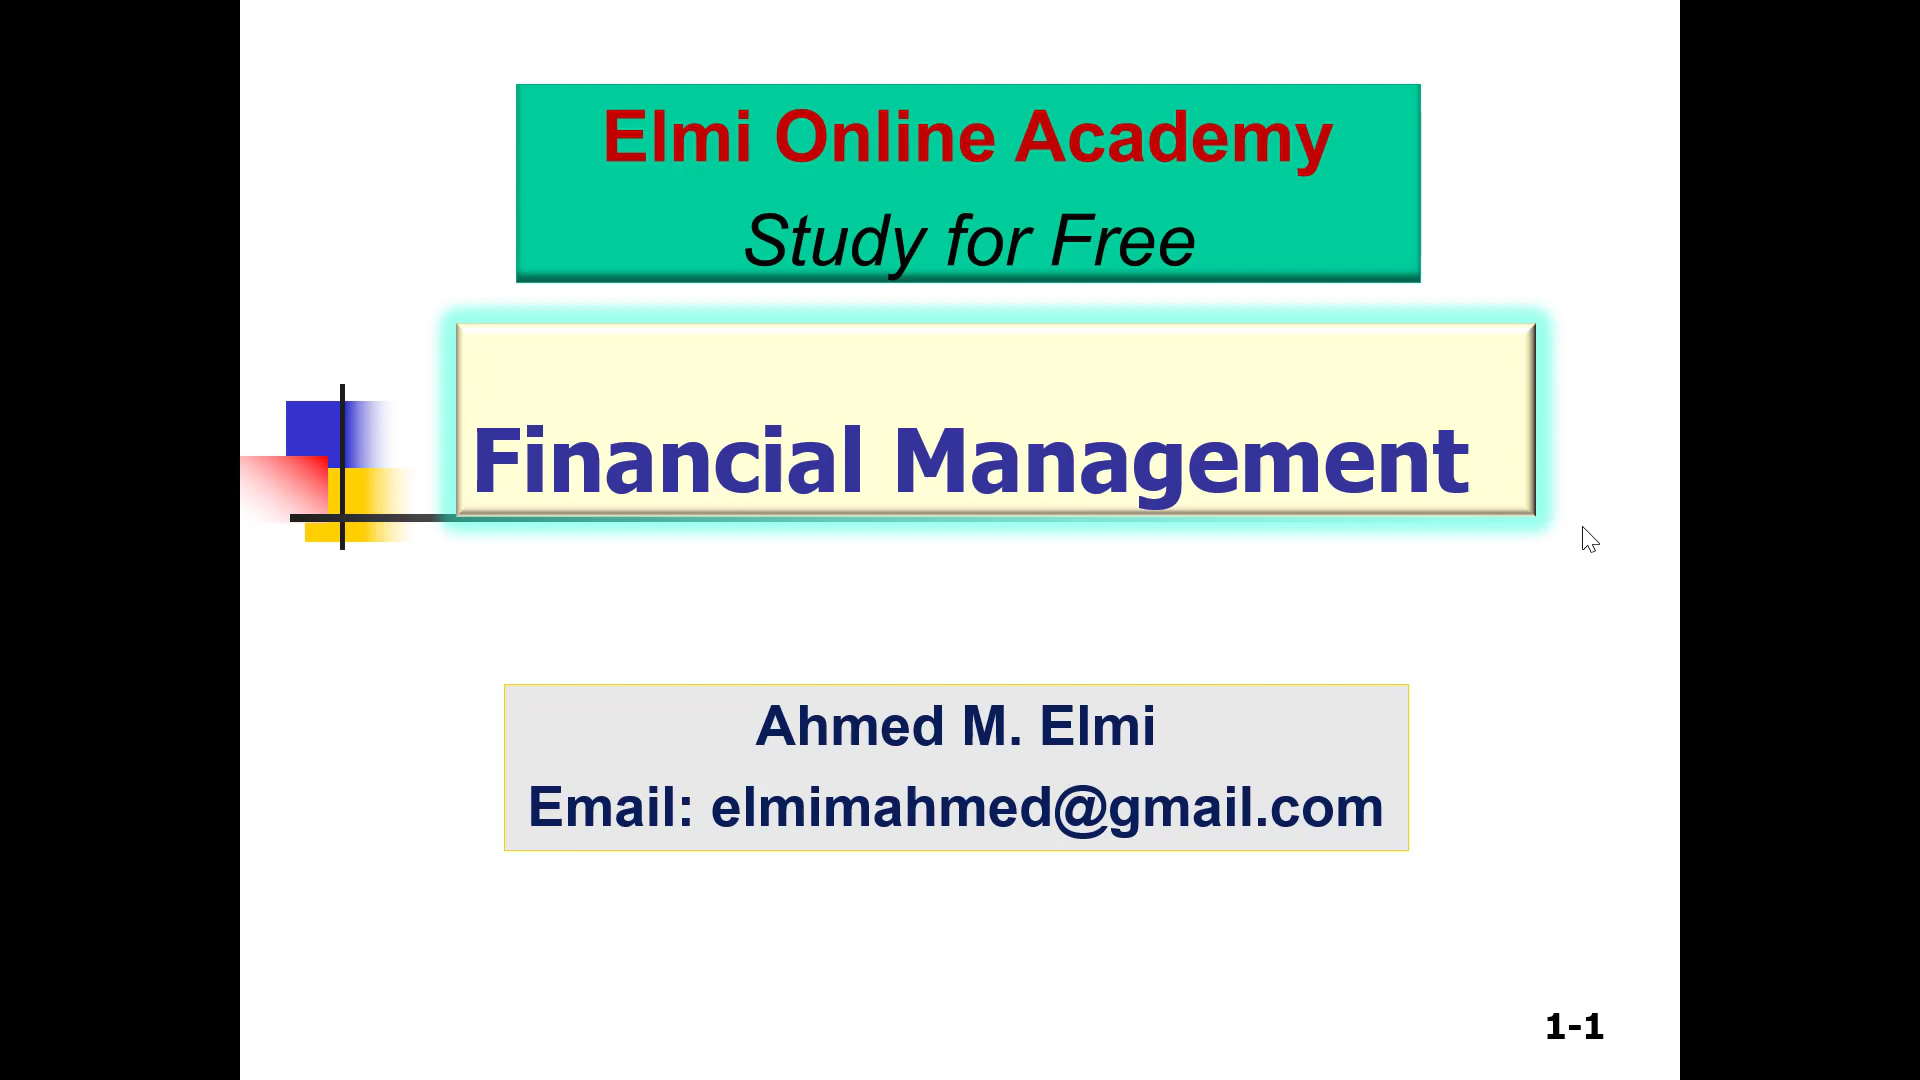 Elmi Online Academy
Study for Free
Financial Management
Ahmed M. Elmi
Email: elmimahmed@gmail.com
1-1